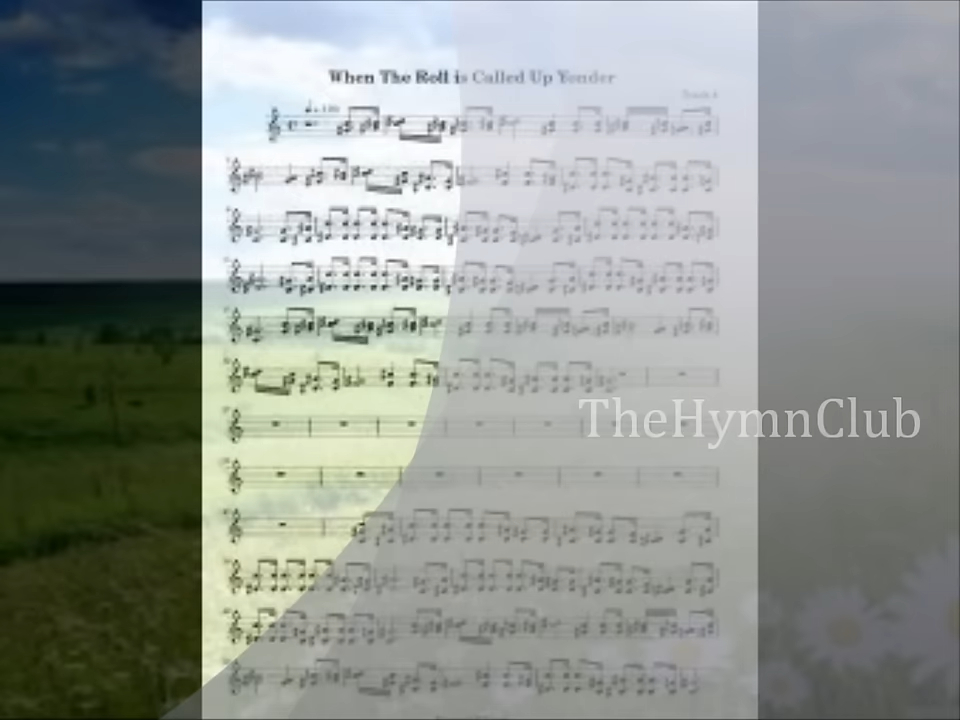 When The Roll is Called Up Yonder
TheHymnClub